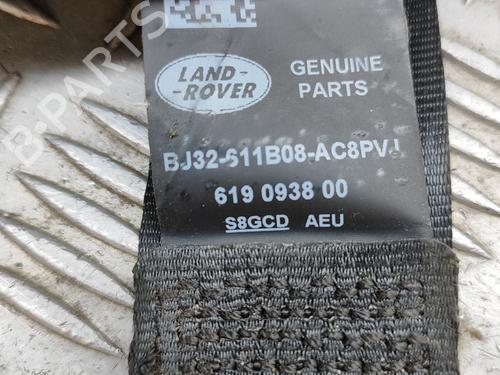 LAND-
-ROVER
GENUINE
PARTS
BJ32-611B08-AC8PVJ
619 0938 00
S8GCD AEU
B-PARTS